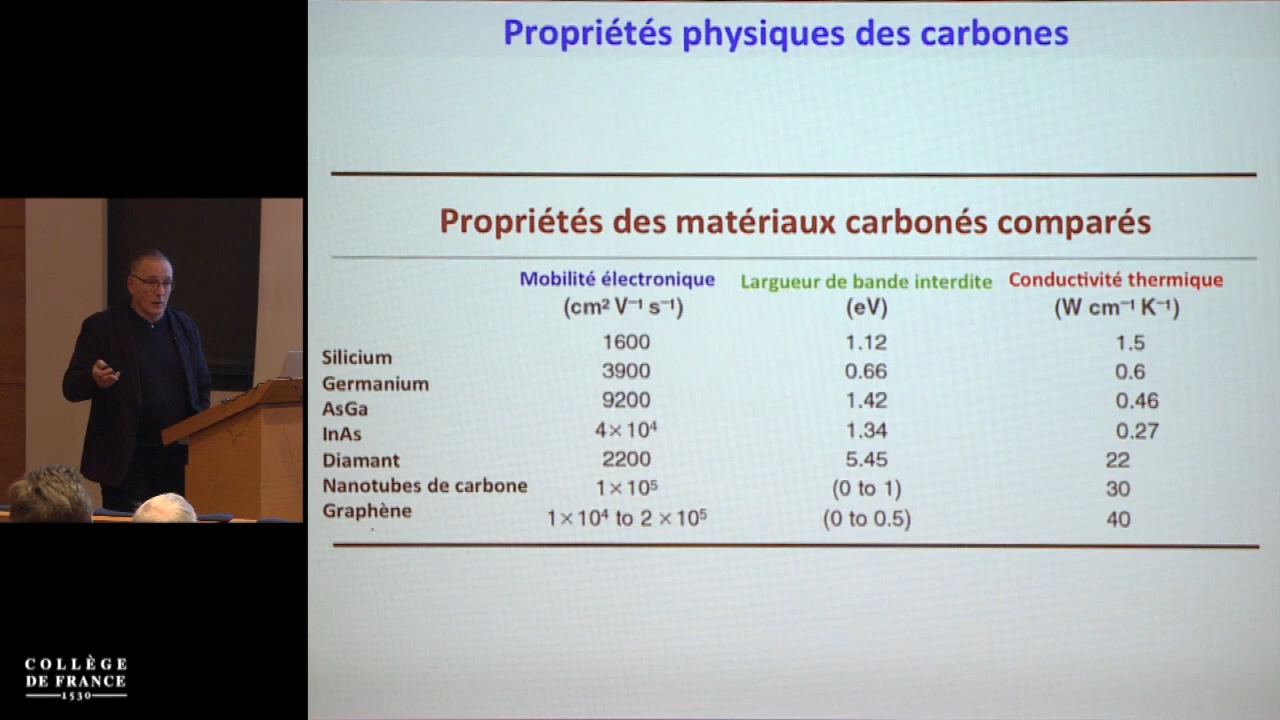 Propriétés physiques des carbones
Propriétés des matériaux carbonés comparés
Mobilité électronique Largueur de bande interdite Conductivité thermique
(cm² V⁻¹ s⁻¹) (eV) (W cm⁻¹ K⁻¹)
Silicium 1600 1.12 1.5
Germanium 3900 0.66 0.6
AsGa 9200 1.42 0.46
InAs 4×10⁴ 1.34 0.27
Diamant 2200 5.45 22
Nanotubes de carbone 1×10⁵ (0 to 1) 30
Graphène 1×10⁴ to 2×10⁵ (0 to 0.5) 40
COLLÈGE
DE FRANCE
1530